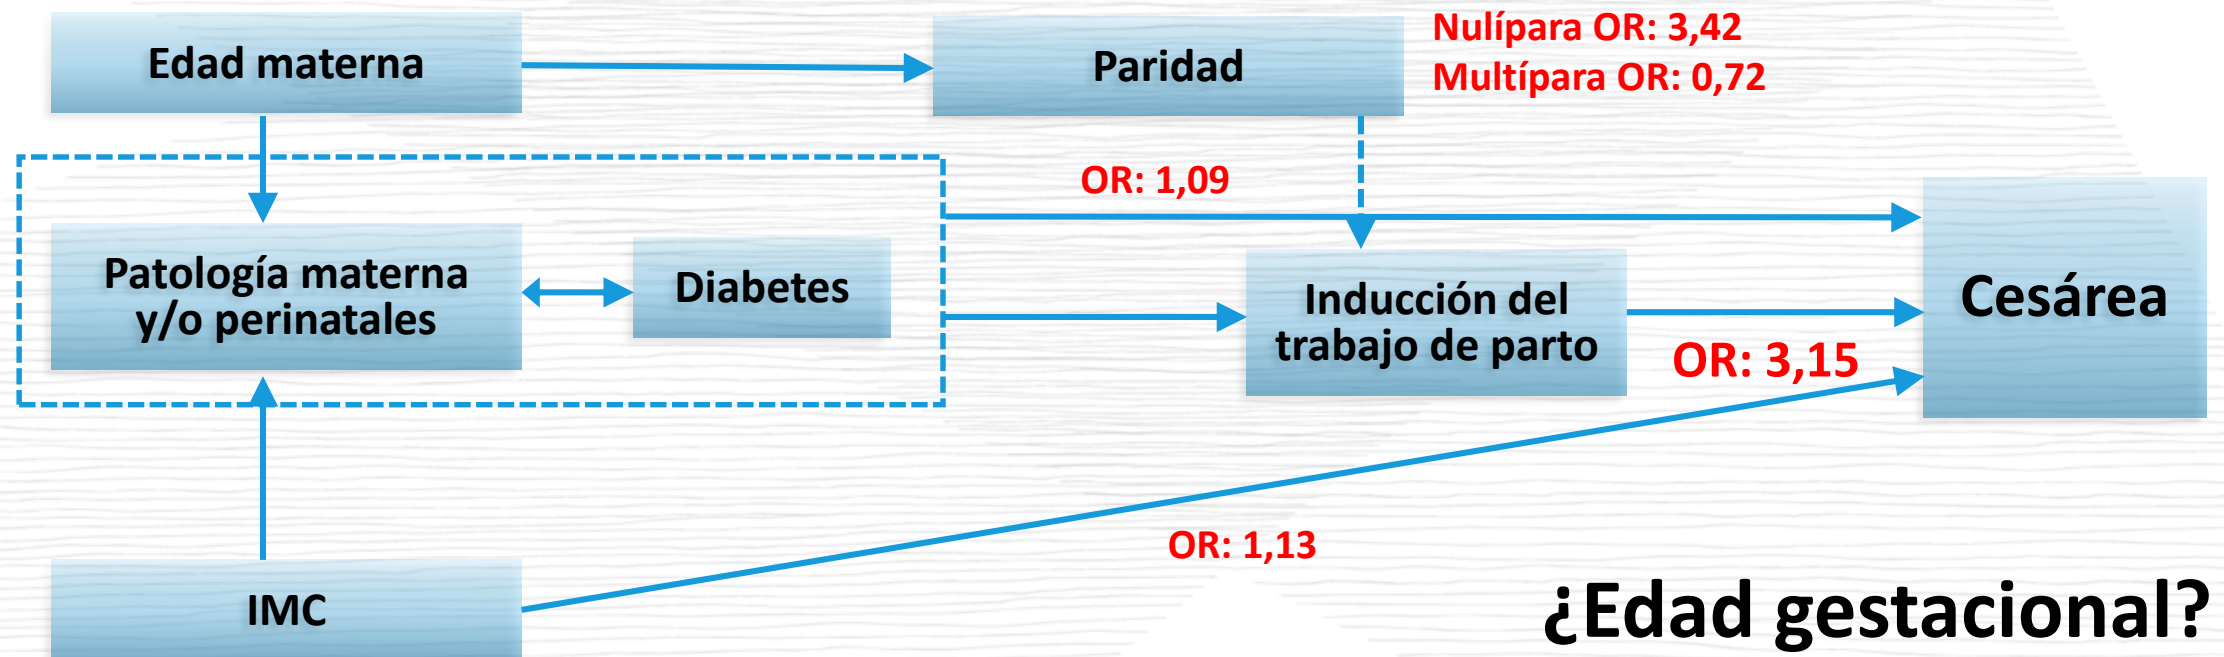 Edad materna
Paridad
Nulípara OR: 3,42
Multípara OR: 0,72
OR: 1,09
Patología materna
y/o perinatales
Diabetes
Inducción del
trabajo de parto
Cesárea
OR: 3,15
OR: 1,13
IMC
¿Edad gestacional?